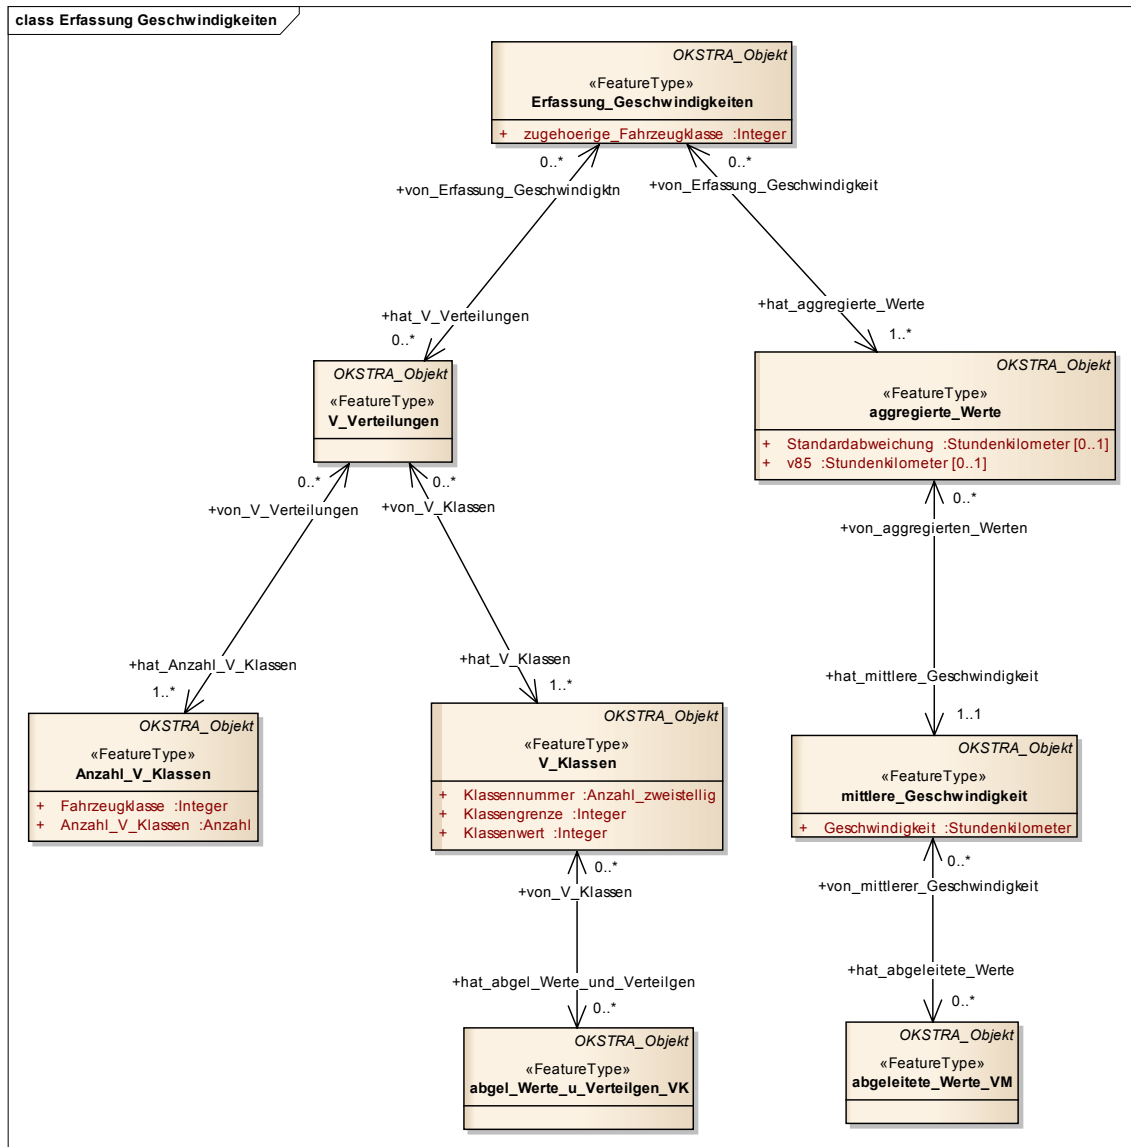 class Erfassung Geschwindigkeiten
OKSTRA_Objekt
«FeatureType»
Erfassung_Geschwindigkeiten
+ zugehoerige_Fahrzeugklasse :Integer
0..*
0..*
+von_Erfassung_Geschwindigktn
+von_Erfassung_Geschwindigkeit
+hat_V_Verteilungen
0..*
+hat_aggregierte_Werte
1..*
OKSTRA_Objekt
«FeatureType»
V_Verteilungen
OKSTRA_Objekt
«FeatureType»
aggregierte_Werte
+ Standardabweichung :Stundenkilometer [0..1]
+ v85 :Stundenkilometer [0..1]
0..*
0..*
+von_V_Verteilungen
+von_V_Klassen
0..*
+von_aggregierten_Werten
+hat_Anzahl_V_Klassen
1..*
+hat_V_Klassen
1..*
+hat_mittlere_Geschwindigkeit
1..1
OKSTRA_Objekt
«FeatureType»
Anzahl_V_Klassen
+ Fahrzeugklasse :Integer
+ Anzahl_V_Klassen :Anzahl
OKSTRA_Objekt
«FeatureType»
V_Klassen
+ Klassennummer :Anzahl_zweistellig
+ Klassengrenze :Integer
+ Klassenwert :Integer
OKSTRA_Objekt
«FeatureType»
mittlere_Geschwindigkeit
+ Geschwindigkeit :Stundenkilometer
0..*
+von_V_Klassen
0..*
+von_mittlerer_Geschwindigkeit
+hat_abgel_Werte_und_Verteilgen
0..*
+hat_abgeleitete_Werte
0..*
OKSTRA_Objekt
«FeatureType»
abgel_Werte_u_Verteilgen_VK
OKSTRA_Objekt
«FeatureType»
abgeleitete_Werte_VM